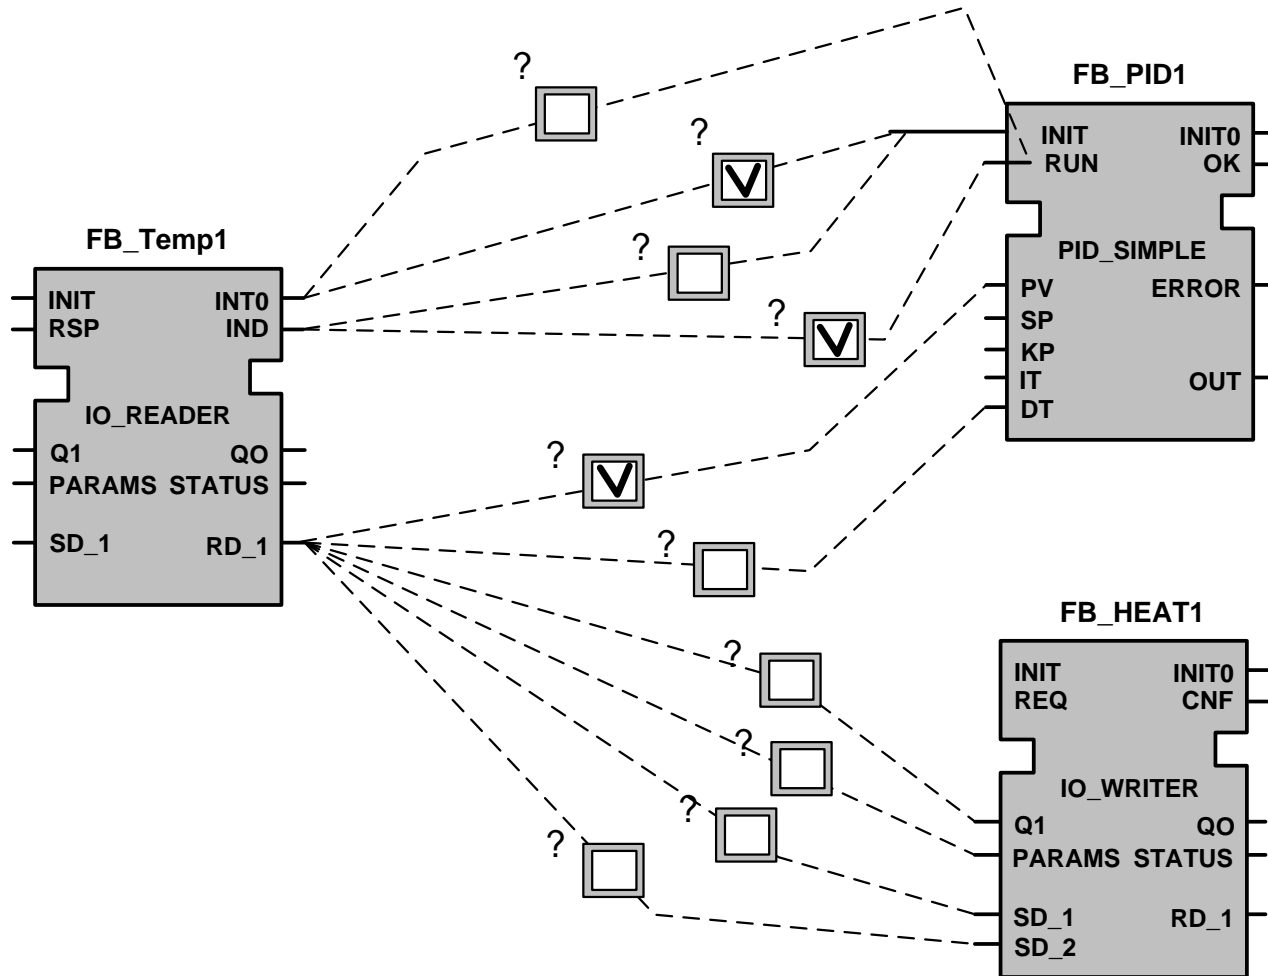 ?
FB_PID1
?
INIT INIT0
RUN OK
FB_Temp1
?
PID_SIMPLE
INIT INT0
RSP IND
?
PV ERROR
SP
KP
IT OUT
DT
IO_READER
Q1 QO
PARAMS STATUS
?
SD_1 RD_1
?
FB_HEAT1
?
INIT INIT0
REQ CNF
?
IO_WRITER
?
Q1 QO
?
PARAMS STATUS
SD_1 RD_1
SD_2